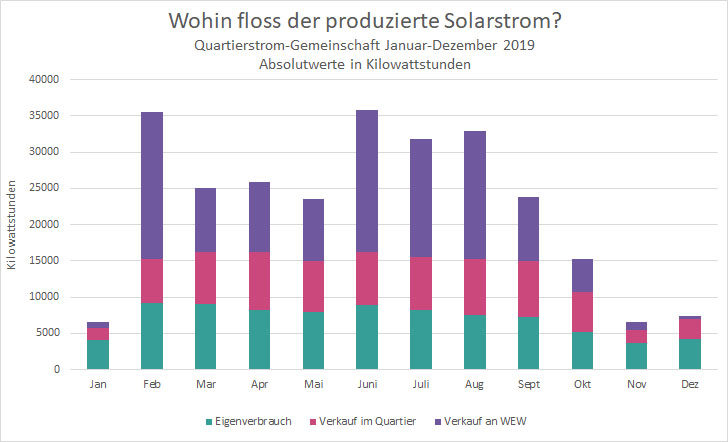 Wohin floss der produzierte Solarstrom?
Quartierstrom-Gemeinschaft Januar-Dezember 2019
Absolutwerte in Kilowattstunden
40000
35000
30000
25000
20000
15000
10000
5000
0
Kilowattstunden
Jan Feb Mar Apr Mai Juni Juli Aug Sept Okt Nov Dez
Eigenverbrauch Verkauf im Quartier Verkauf an WEW